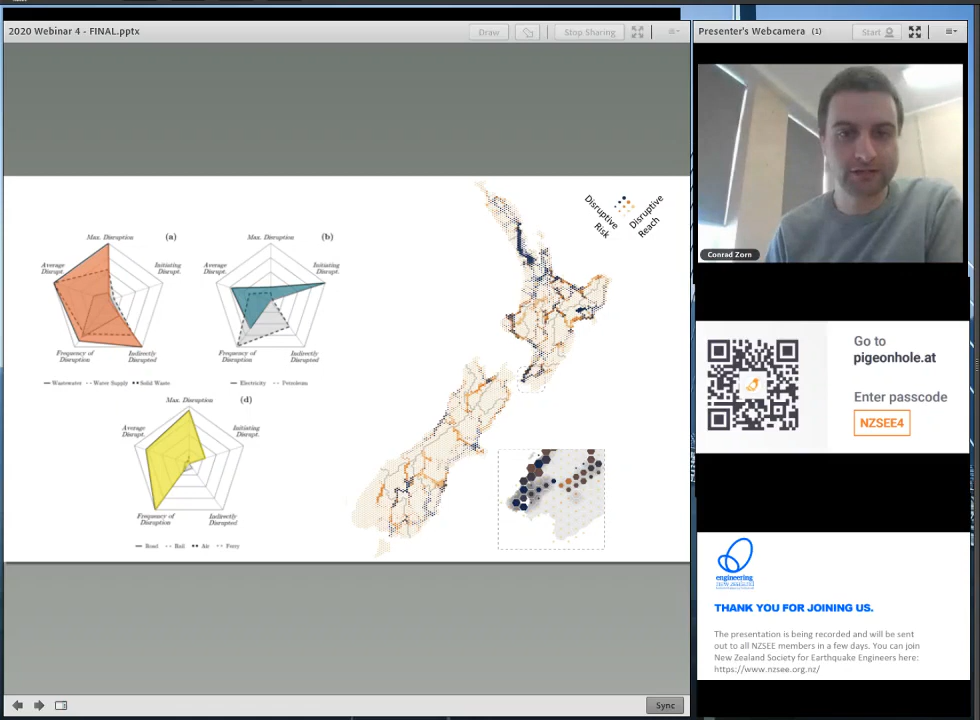 2020 Webinar 4 - FINAL.pptx
Draw
Stop Sharing
Max. Disruption
(a)
Average
Disrupt.
Initiating
Disrupt.
Frequency of
Disruption
Indirectly
Disrupted
Wastewater
Water Supply
Solid Waste
Max. Disruption
(b)
Average
Disrupt.
Initiating
Disrupt.
Frequency of
Disruption
Indirectly
Disrupted
Electricity
Petroleum
Max. Disruption
(d)
Average
Disrupt.
Initiating
Disrupt.
Frequency of
Disruption
Indirectly
Disrupted
Road
Rail
Air
Ferry
Disruptive
Risk
Disruptive
Reach
Sync
Presenter's Webcamera (1)
Start
Conrad Zorn
Go to
pigeonhole.at
Enter passcode
NZSEE4
engineering
NEW ZEALAND
THANK YOU FOR JOINING US.
The presentation is being recorded and will be sent
out to all NZSEE members in a few days. You can join
New Zealand Society for Earthquake Engineers here:
https://www.nzsee.org.nz/